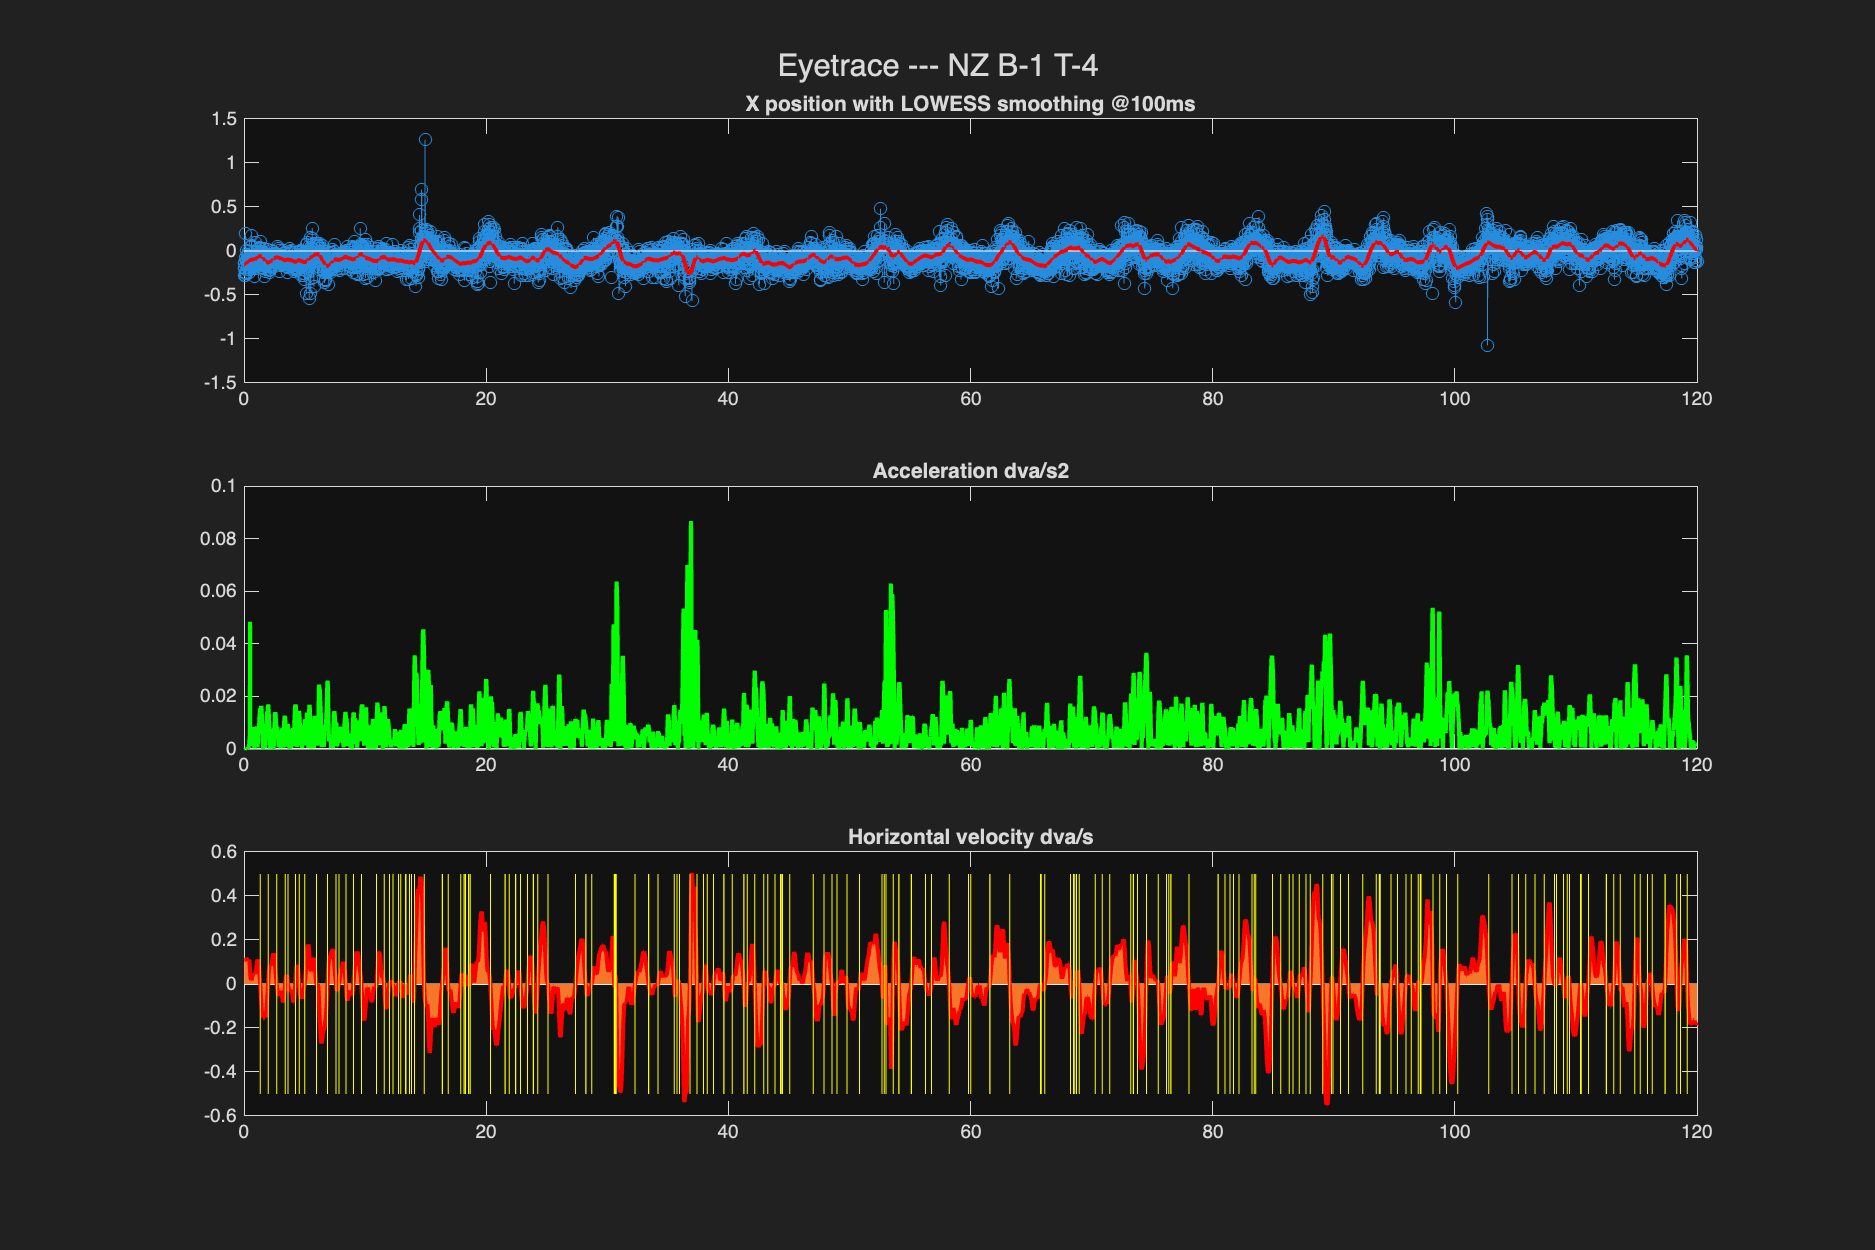 Eyetrace --- NZ B-1 T-4
X position with LOWESS smoothing @100ms
1.5
1
0.5
0
-0.5
-1
-1.5
0 20 40 60 80 100 120
Acceleration dva/s2
0.1
0.08
0.06
0.04
0.02
0
0 20 40 60 80 100 120
Horizontal velocity dva/s
0.6
0.4
0.2
0
-0.2
-0.4
-0.6
0 20 40 60 80 100 120